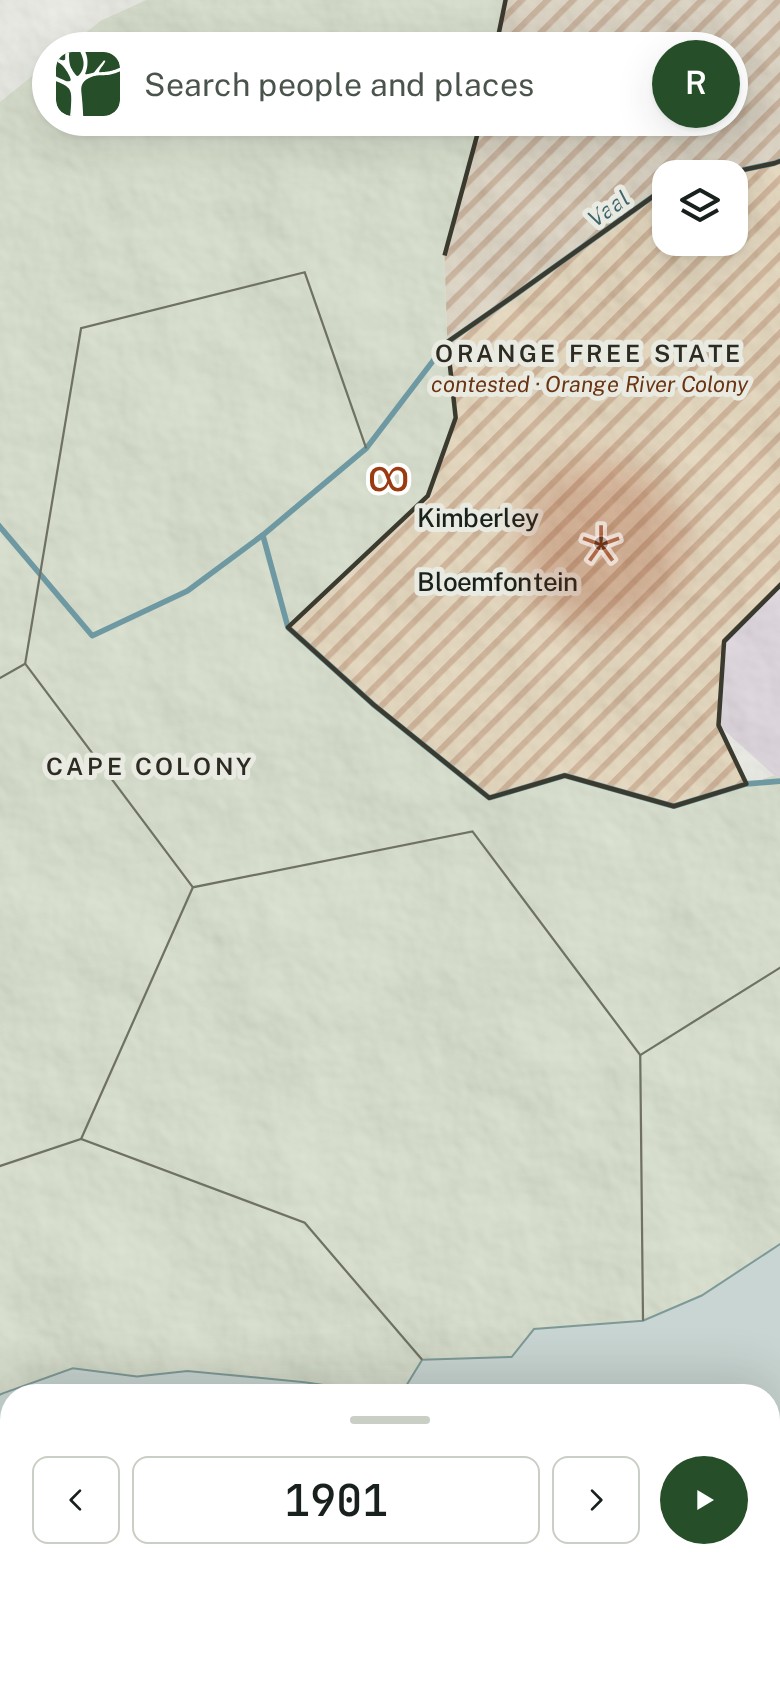 Search people and places
R
Vaal
ORANGE FREE STATE
contested · Orange River Colony
Kimberley
Bloemfontein
CAPE COLONY
1901